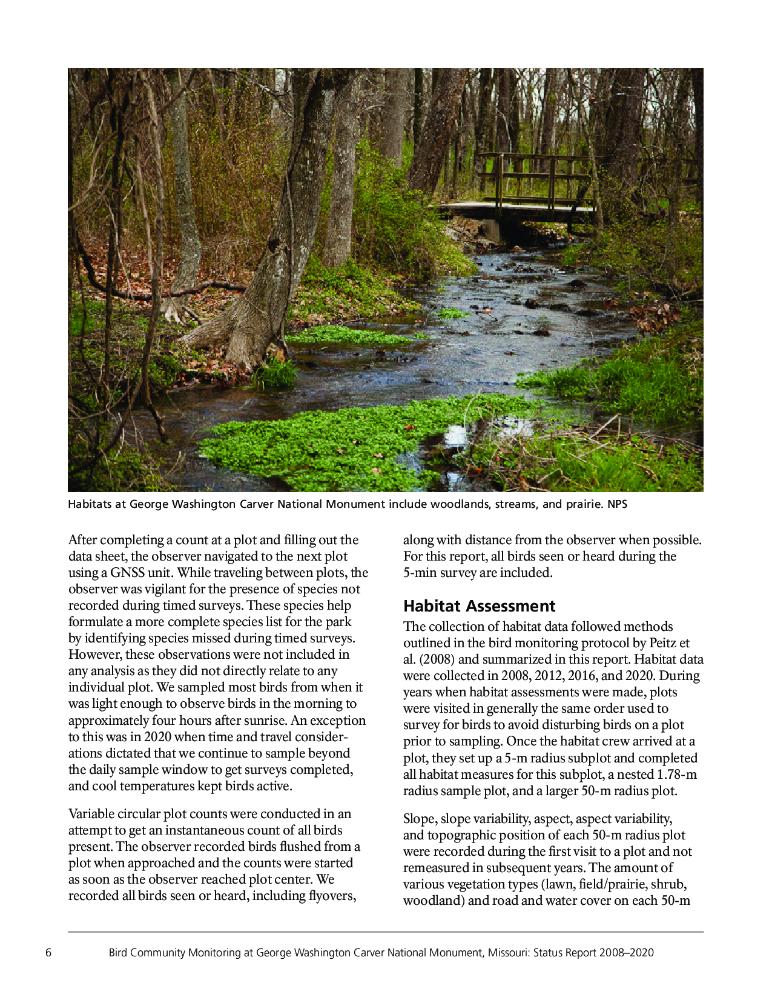 Habitats at George Washington Carver National Monument include woodlands, streams, and prairie. NPS
After completing a count at a plot and filling out the
data sheet, the observer navigated to the next plot
using a GNSS unit. While traveling between plots, the
observer was vigilant for the presence of species not
recorded during timed surveys. These species help
formulate a more complete species list for the park
by identifying species missed during timed surveys.
However, these observations were not included in
any analysis as they did not directly relate to any
individual plot. We sampled most birds from when it
was light enough to observe birds in the morning to
approximately four hours after sunrise. An exception
to this was in 2020 when time and travel consider-
ations dictated that we continue to sample beyond
the daily sample window to get surveys completed,
and cool temperatures kept birds active.
Variable circular plot counts were conducted in an
attempt to get an instantaneous count of all birds
present. The observer recorded birds flushed from a
plot when approached and the counts were started
as soon as the observer reached plot center. We
recorded all birds seen or heard, including flyovers,
along with distance from the observer when possible.
For this report, all birds seen or heard during the
5-min survey are included.
Habitat Assessment
The collection of habitat data followed methods
outlined in the bird monitoring protocol by Peitz et
al. (2008) and summarized in this report. Habitat data
were collected in 2008, 2012, 2016, and 2020. During
years when habitat assessments were made, plots
were visited in generally the same order used to
survey for birds to avoid disturbing birds on a plot
prior to sampling. Once the habitat crew arrived at a
plot, they set up a 5-m radius subplot and completed
all habitat measures for this subplot, a nested 1.78-m
radius sample plot, and a larger 50-m radius plot.
Slope, slope variability, aspect, aspect variability,
and topographic position of each 50-m radius plot
were recorded during the first visit to a plot and not
remeasured in subsequent years. The amount of
various vegetation types (lawn, field/prairie, shrub,
woodland) and road and water cover on each 50-m
6 Bird Community Monitoring at George Washington Carver National Monument, Missouri: Status Report 2008–2020